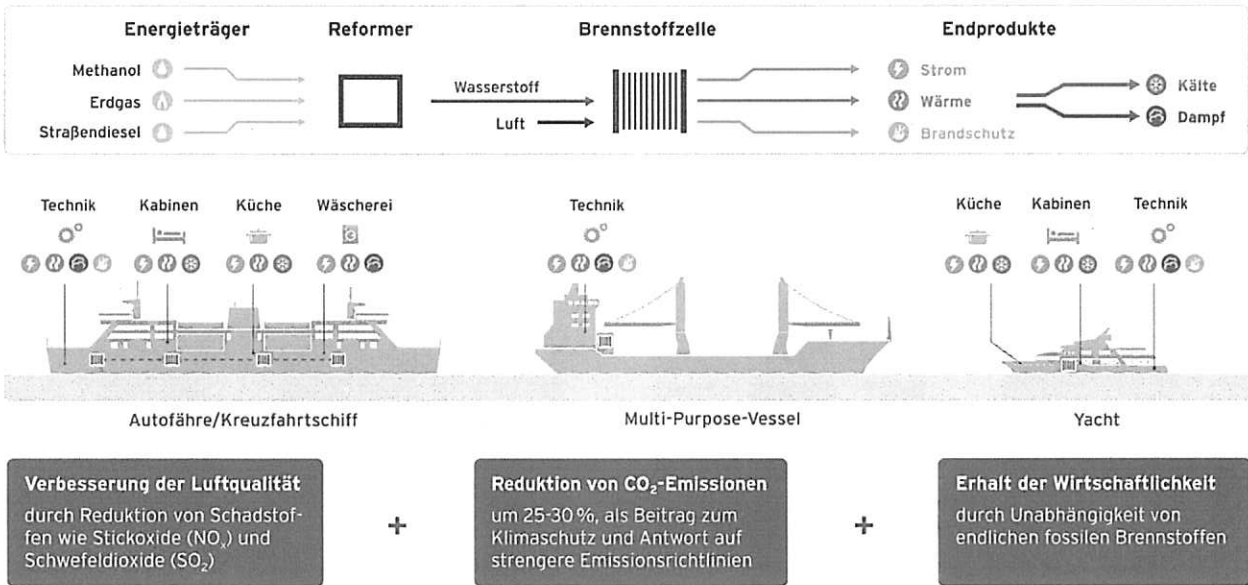 Energieträger
Reformer
Brennstoffzelle
Endprodukte
Methanol
Erdgas
Straßendiesel
Wasserstoff
Luft
Strom
Wärme
Brandschutz
Kälte
Dampf
Technik
Kabinen
Küche
Wäscherei
Technik
Küche
Kabinen
Technik
Autofähre/Kreuzfahrtschiff
Multi-Purpose-Vessel
Yacht
Verbesserung der Luftqualität
durch Reduktion von Schadstof-
fen wie Stickoxide (NOₓ) und
Schwefeldioxide (SO₂)
+
Reduktion von CO₂-Emissionen
um 25-30 %, als Beitrag zum
Klimaschutz und Antwort auf
strengere Emissionsrichtlinien
+
Erhalt der Wirtschaftlichkeit
durch Unabhängigkeit von
endlichen fossilen Brennstoffen